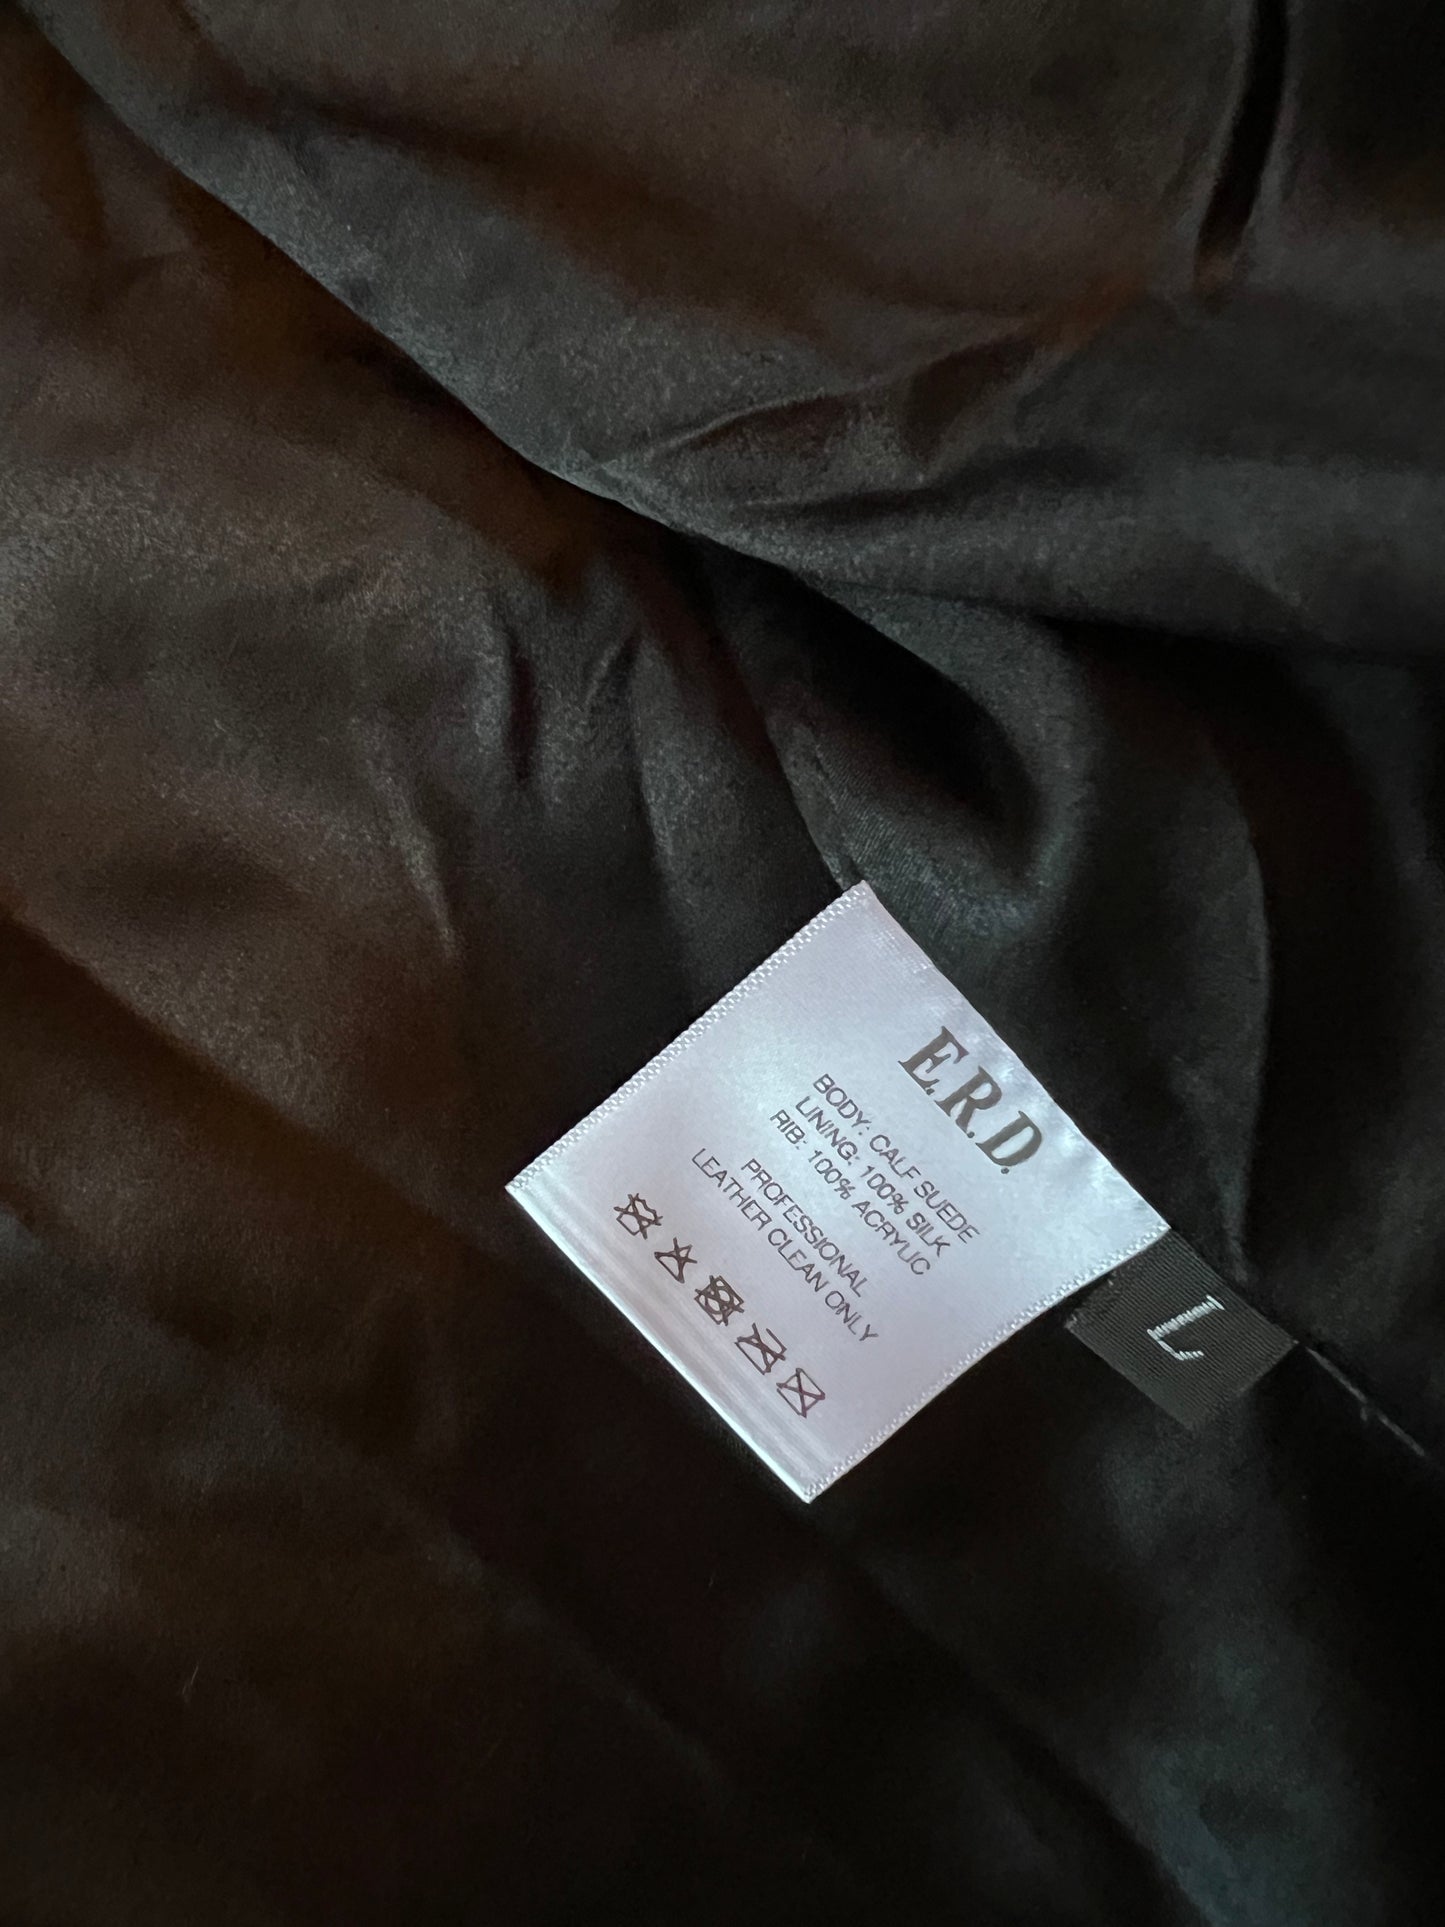 E.R.D.
BODY: CALF SUEDE
LINING: 100% SILK
RIB: 100% ACRYLIC
PROFESSIONAL
LEATHER CLEAN ONLY
L